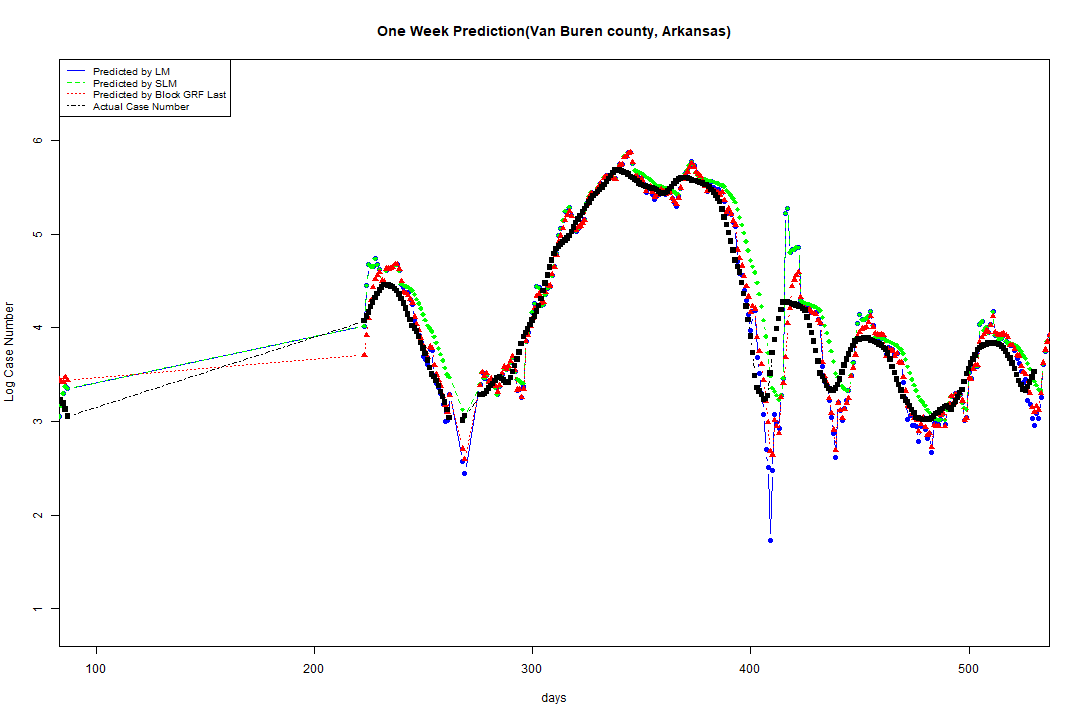 One Week Prediction(Van Buren county, Arkansas)
Predicted by LM
Predicted by SLM
Predicted by Block GRF Last
Actual Case Number
Log Case Number
6
5
4
3
2
1
100 200 300 400 500
days